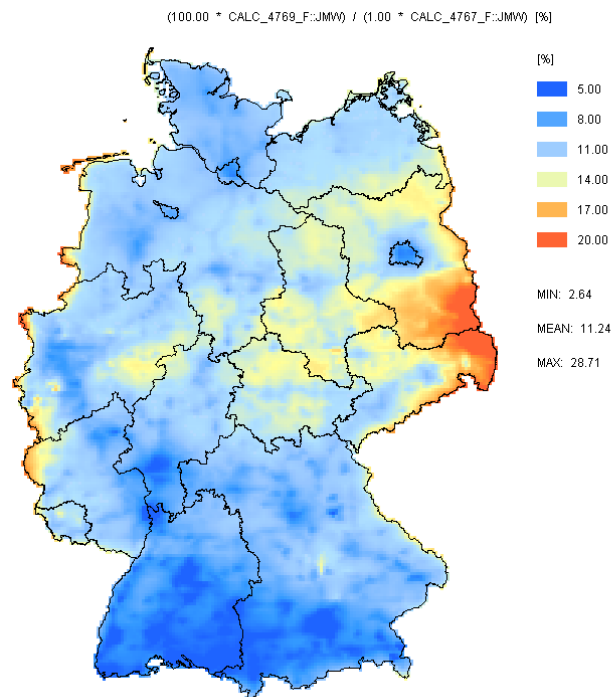 (100.00 * CALC_4769_F::JMW) / (1.00 * CALC_4767_F::JMW) [%]
[%]
5.00
8.00
11.00
14.00
17.00
20.00
MIN: 2.64
MEAN: 11.24
MAX: 28.71